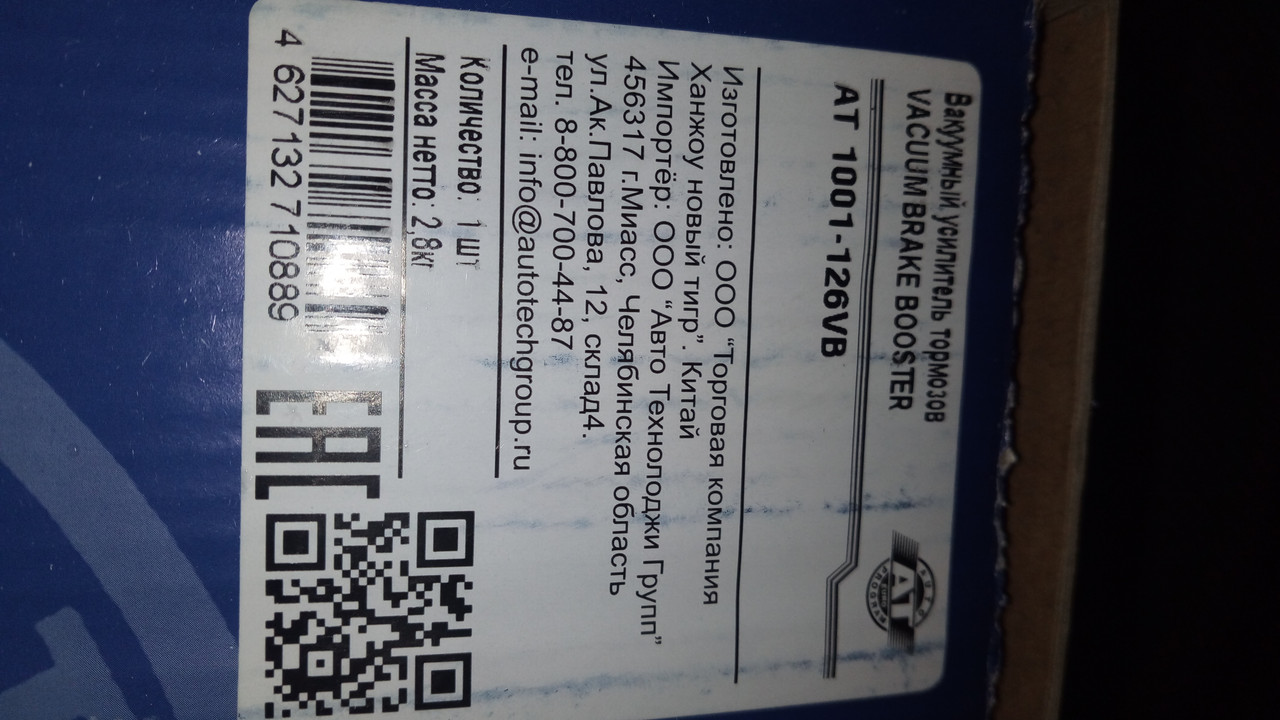 Вакуумный усилитель тормозов
VACUUM BRAKE BOOSTER
AT 1001-126VB
AT
Изготовлено: ООО “Торговая компания
Ханжоу новый тигр”. Китай
Импортёр: ООО “Авто Технолоджи Групп”
456317 г.Миасс, Челябинская область
ул.Ак.Павлова, 12, склад4.
тел. 8-800-700-44-87
e-mail: info@autotechgroup.ru
Количество: 1 шт
Масса нетто: 2,8кг
4 627132 710889
EAC